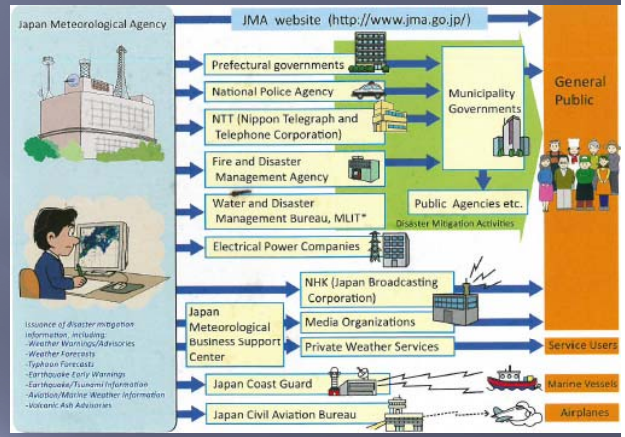 Japan Meteorological Agency
JMA website (http://www.jma.go.jp/)
Prefectural governments
National Police Agency
NTT (Nippon Telegraph and
Telephone Corporation)
Fire and Disaster
Management Agency
Water and Disaster
Management Bureau, MLIT*
Electrical Power Companies
Municipality
Governments
Public Agencies etc.
Disaster Mitigation Activities
General
Public
NHK (Japan Broadcasting
Corporation)
Japan
Meteorological
Business Support
Center
Media Organizations
Private Weather Services
Service Users
Japan Coast Guard
Marine Vessels
Japan Civil Aviation Bureau
Airplanes
Issuance of disaster mitigation
information, including:
-Weather Warnings/Advisories
-Weather Forecasts
-Typhoon Forecasts
-Earthquake Early Warnings
-Earthquake/Tsunami Information
-Aviation/Marine Weather Information
-Volcanic Ash Advisories